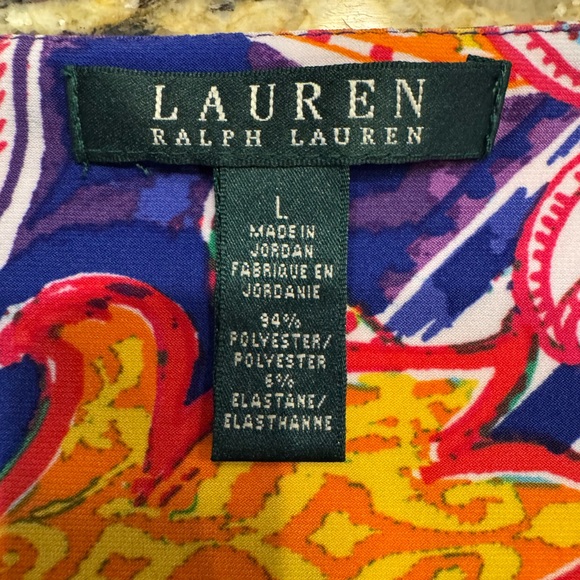 LAUREN
RALPH LAUREN
L
MADE IN
JORDAN
FABRIQUE EN
JORDANIE
94%
POLYESTER/
POLYESTER
6%
ELASTANE/
ELASTHANNE